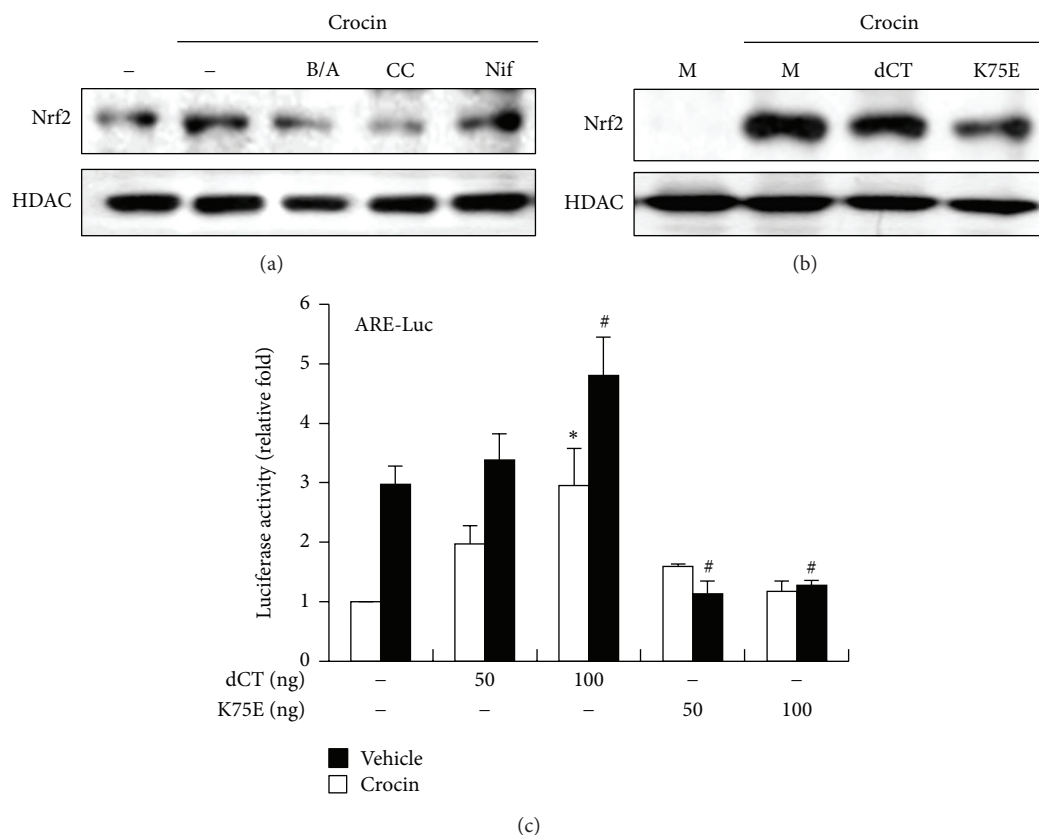 Crocin
– – B/A CC Nif
Nrf2
HDAC
(a)
Crocin
M M dCT K75E
Nrf2
HDAC
(b)
6
5
4
3
2
1
0
Luciferase activity (relative fold)
ARE-Luc
*
#
#
#
dCT (ng) – 50 100 – –
K75E (ng) – – – 50 100
Vehicle
Crocin
(c)